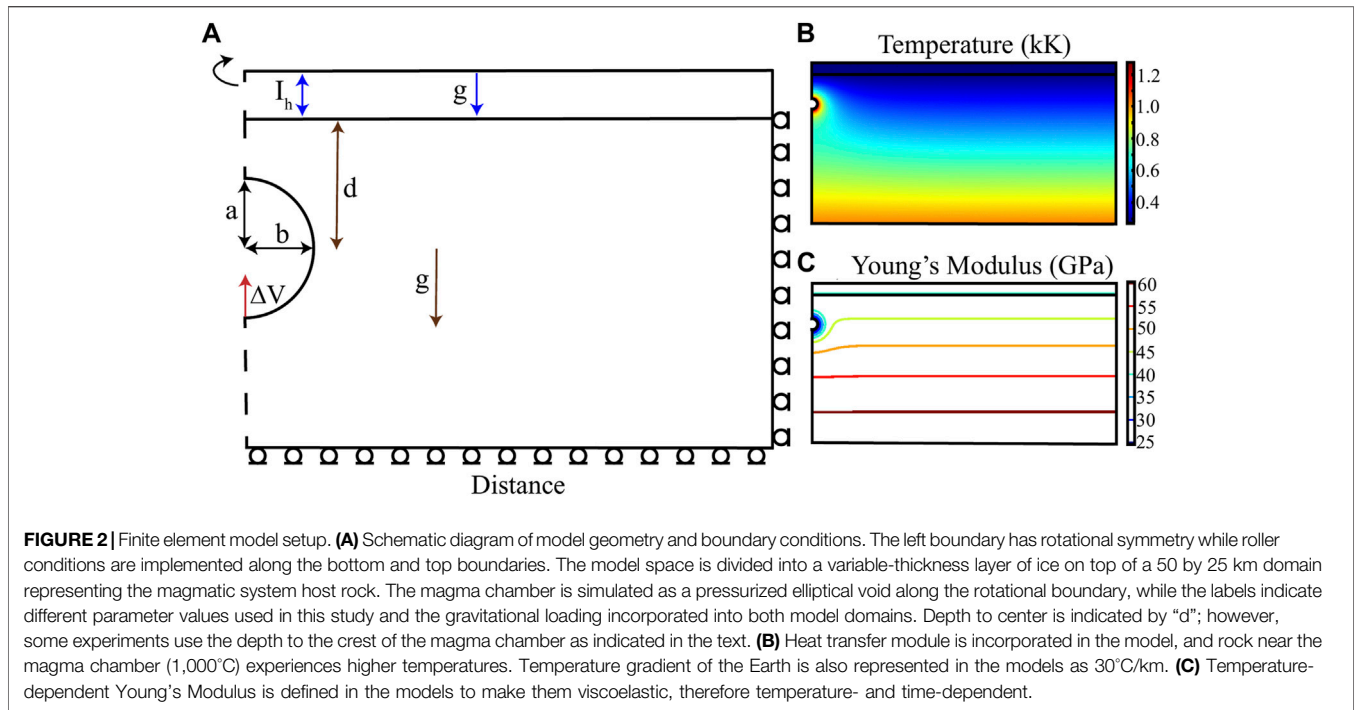 A
I_h
g
d
a
b
ΔV
g
Distance
B
Temperature (kK)
1.2
1.0
0.8
0.6
0.4
C
Young's Modulus (GPa)
60
55
50
45
40
35
30
25
FIGURE 2 | Finite element model setup. (A) Schematic diagram of model geometry and boundary conditions. The left boundary has rotational symmetry while roller
conditions are implemented along the bottom and top boundaries. The model space is divided into a variable-thickness layer of ice on top of a 50 by 25 km domain
representing the magmatic system host rock. The magma chamber is simulated as a pressurized elliptical void along the rotational boundary, while the labels indicate
different parameter values used in this study and the gravitational loading incorporated into both model domains. Depth to center is indicated by “d”; however,
some experiments use the depth to the crest of the magma chamber as indicated in the text. (B) Heat transfer module is incorporated in the model, and rock near the
magma chamber (1,000°C) experiences higher temperatures. Temperature gradient of the Earth is also represented in the models as 30°C/km. (C) Temperature-
dependent Young’s Modulus is defined in the models to make them viscoelastic, therefore temperature- and time-dependent.